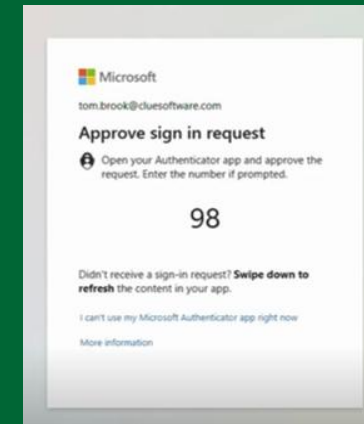 Microsoft
tom.brook@cluesoftware.com
Approve sign in request
Open your Authenticator app and approve the
request. Enter the number if prompted.
98
Didn't receive a sign-in request? Swipe down to
refresh the content in your app.
I can't use my Microsoft Authenticator app right now
More information